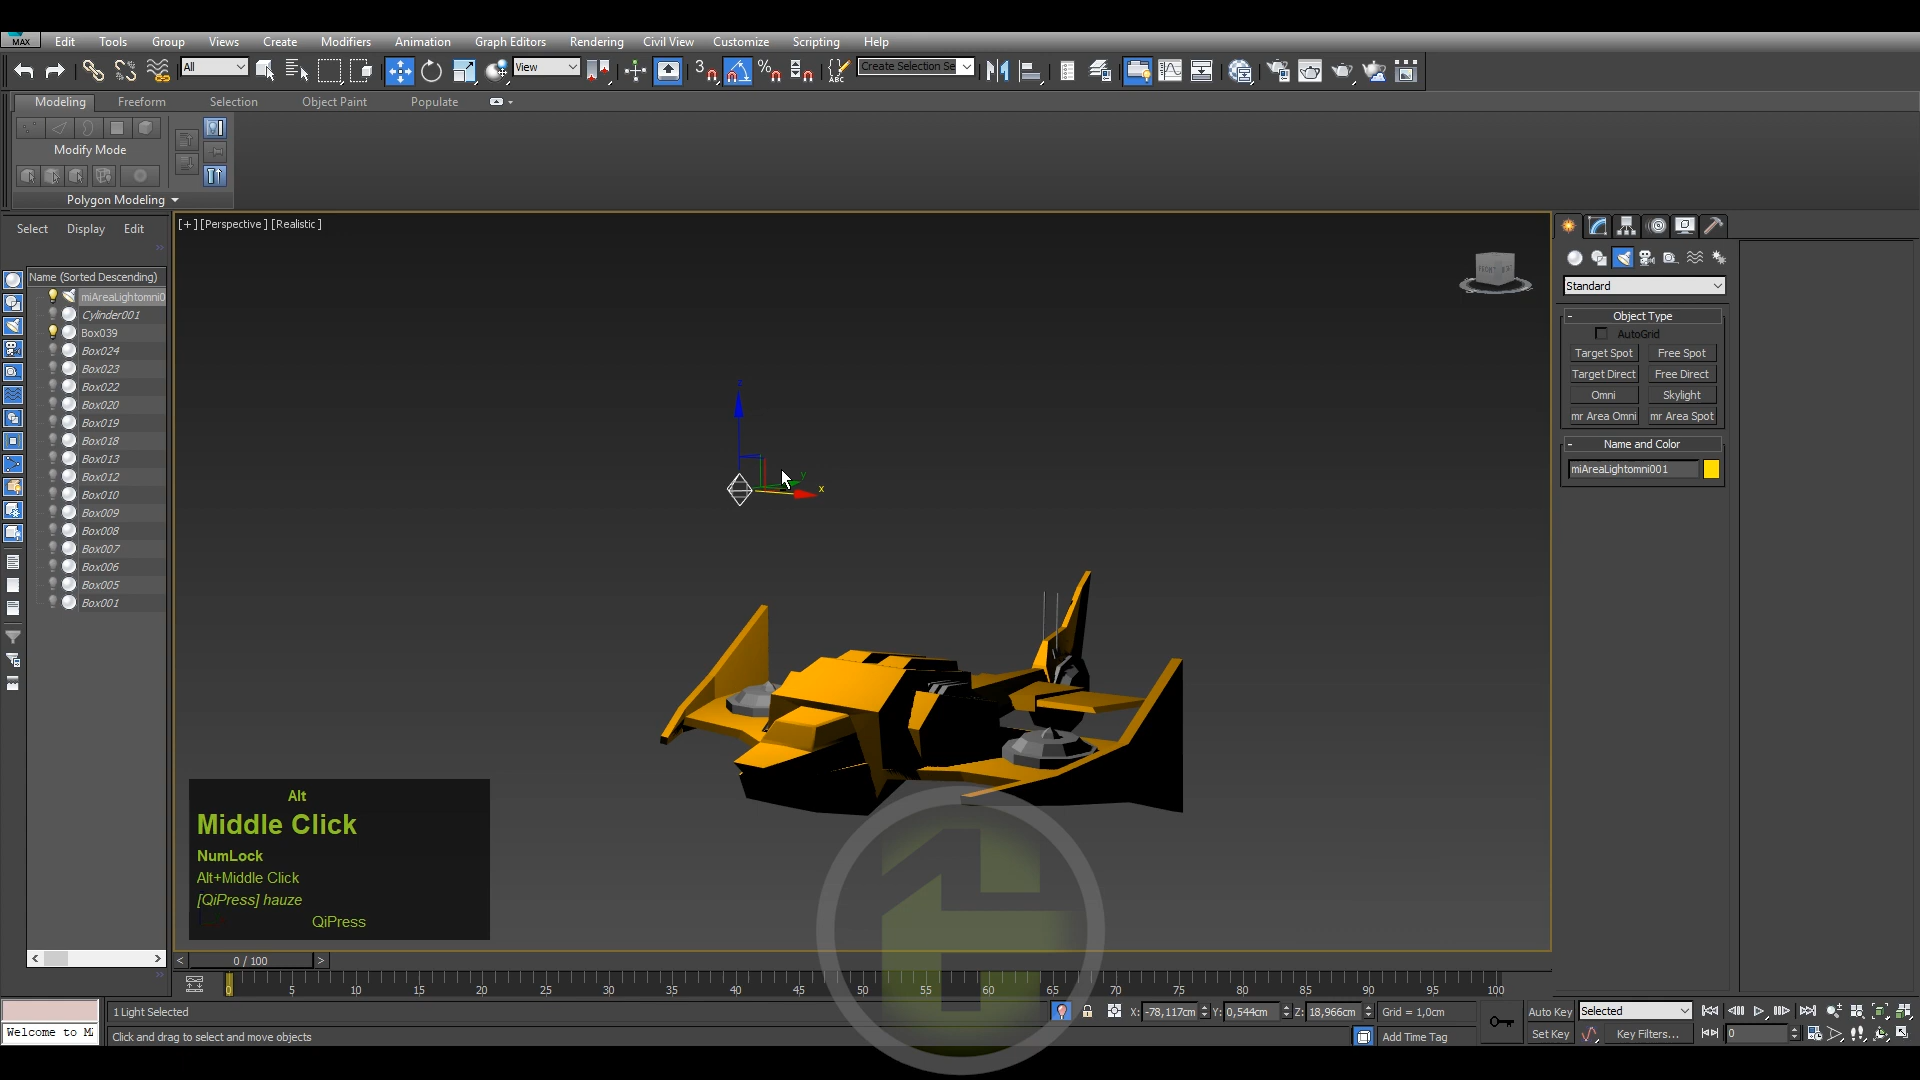 MAX
Edit Tools Group Views Create Modifiers Animation Graph Editors Rendering Civil View Customize Scripting Help
All View 3 % ABC Create Selection Se
Modeling Freeform Selection Object Paint Populate
Modify Mode
Polygon Modeling
Select Display Edit
Name (Sorted Descending)
miAreaLightomni0
Cylinder001
Box039
Box024
Box023
Box022
Box020
Box019
Box018
Box013
Box012
Box010
Box009
Box008
Box007
Box006
Box005
Box001
[+] [Perspective] [Realistic]
z
y
x
Alt
Middle Click
NumLock
Alt+Middle Click
[QiPress] hauze
QiPress
Standard
- Object Type
AutoGrid
Target Spot Free Spot
Target Direct Free Direct
Omni Skylight
mr Area Omni mr Area Spot
- Name and Color
miAreaLightomni001
< 0 / 100 >
0 5 10 15 20 25 30 35 40 45 50 55 60 65 70 75 80 85 90 95 100
1 Light Selected X: -78,117cm Y: 0,544cm Z: 18,966cm Grid = 1,0cm Auto Key Selected
Welcome to M Click and drag to select and move objects Add Time Tag Set Key Key Filters... 0